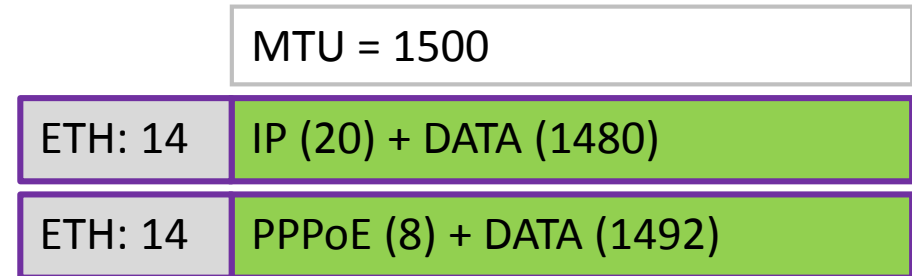 MTU = 1500
ETH: 14 IP (20) + DATA (1480)
ETH: 14 PPPoE (8) + DATA (1492)